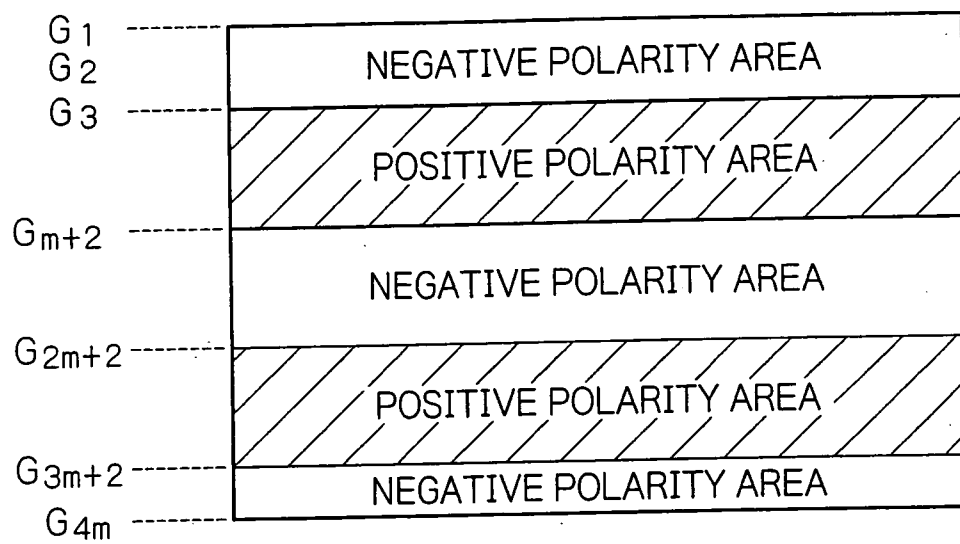 G1
G2
NEGATIVE POLARITY AREA
G3
POSITIVE POLARITY AREA
Gm+2
NEGATIVE POLARITY AREA
G2m+2
POSITIVE POLARITY AREA
G3m+2
NEGATIVE POLARITY AREA
G4m